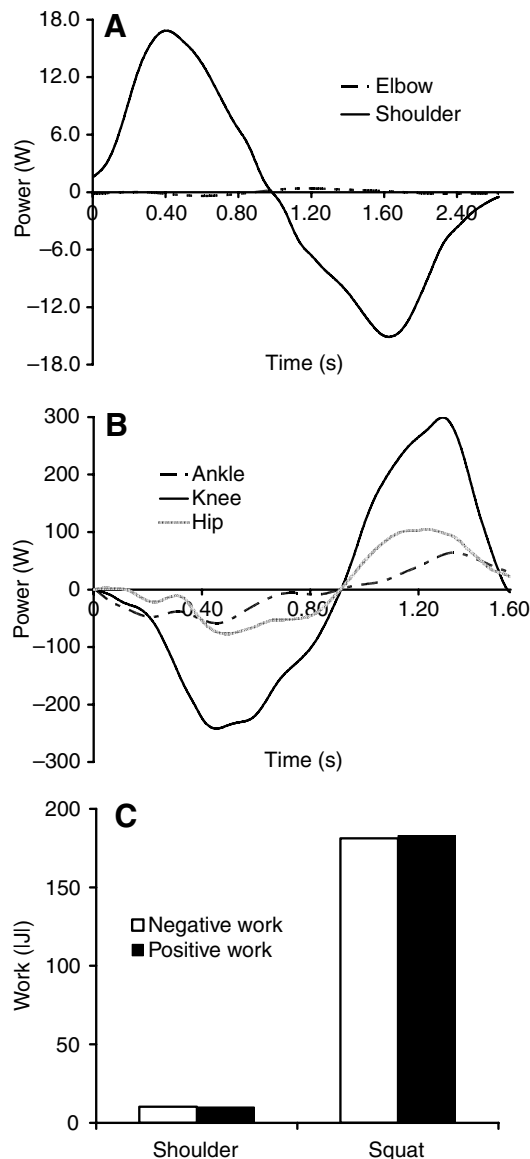 A
18.0
12.0
6.0
0
–6.0
–12.0
–18.0
Power (W)
Elbow
Shoulder
0 0.40 0.80 1.20 1.60 2.40
Time (s)
B
300
200
100
0
–100
–200
–300
Power (W)
Ankle
Knee
Hip
0 0.40 0.80 1.20 1.60
Time (s)
C
200
150
100
50
0
Work (|J|)
Negative work
Positive work
Shoulder Squat